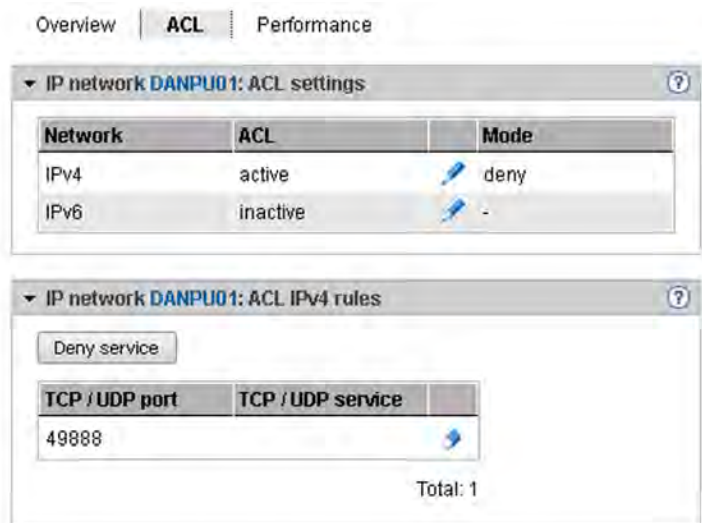 Overview ACL Performance
IP network DANPU01: ACL settings ?
Network ACL Mode
IPv4 active deny
IPv6 inactive -
IP network DANPU01: ACL IPv4 rules ?
Deny service
TCP / UDP port TCP / UDP service
49888
Total: 1